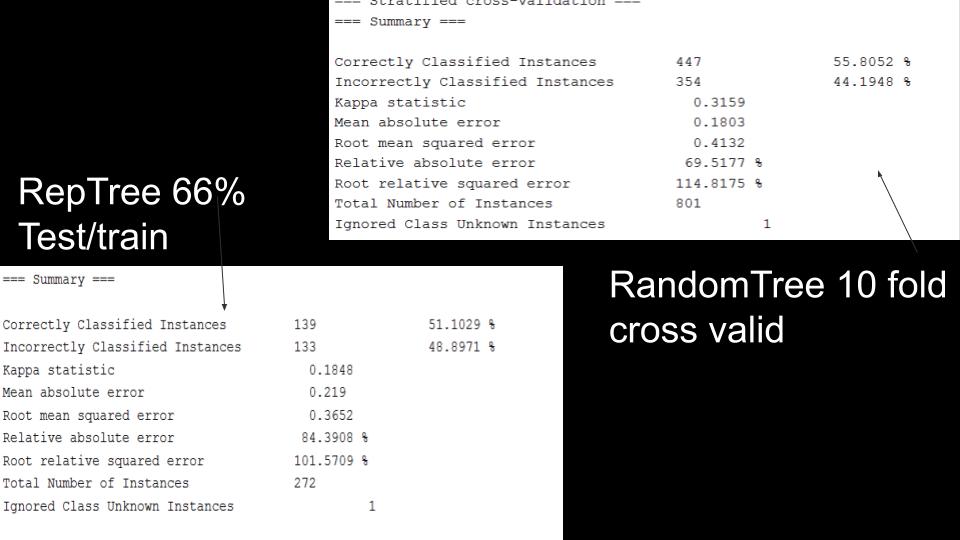 === Stratified cross-validation ===
=== Summary ===
Correctly Classified Instances 447 55.8052 %
Incorrectly Classified Instances 354 44.1948 %
Kappa statistic 0.3159
Mean absolute error 0.1803
Root mean squared error 0.4132
Relative absolute error 69.5177 %
Root relative squared error 114.8175 %
Total Number of Instances 801
Ignored Class Unknown Instances 1
RepTree 66%
Test/train
=== Summary ===
Correctly Classified Instances 139 51.1029 %
Incorrectly Classified Instances 133 48.8971 %
Kappa statistic 0.1848
Mean absolute error 0.219
Root mean squared error 0.3652
Relative absolute error 84.3908 %
Root relative squared error 101.5709 %
Total Number of Instances 272
Ignored Class Unknown Instances 1
RandomTree 10 fold
cross valid